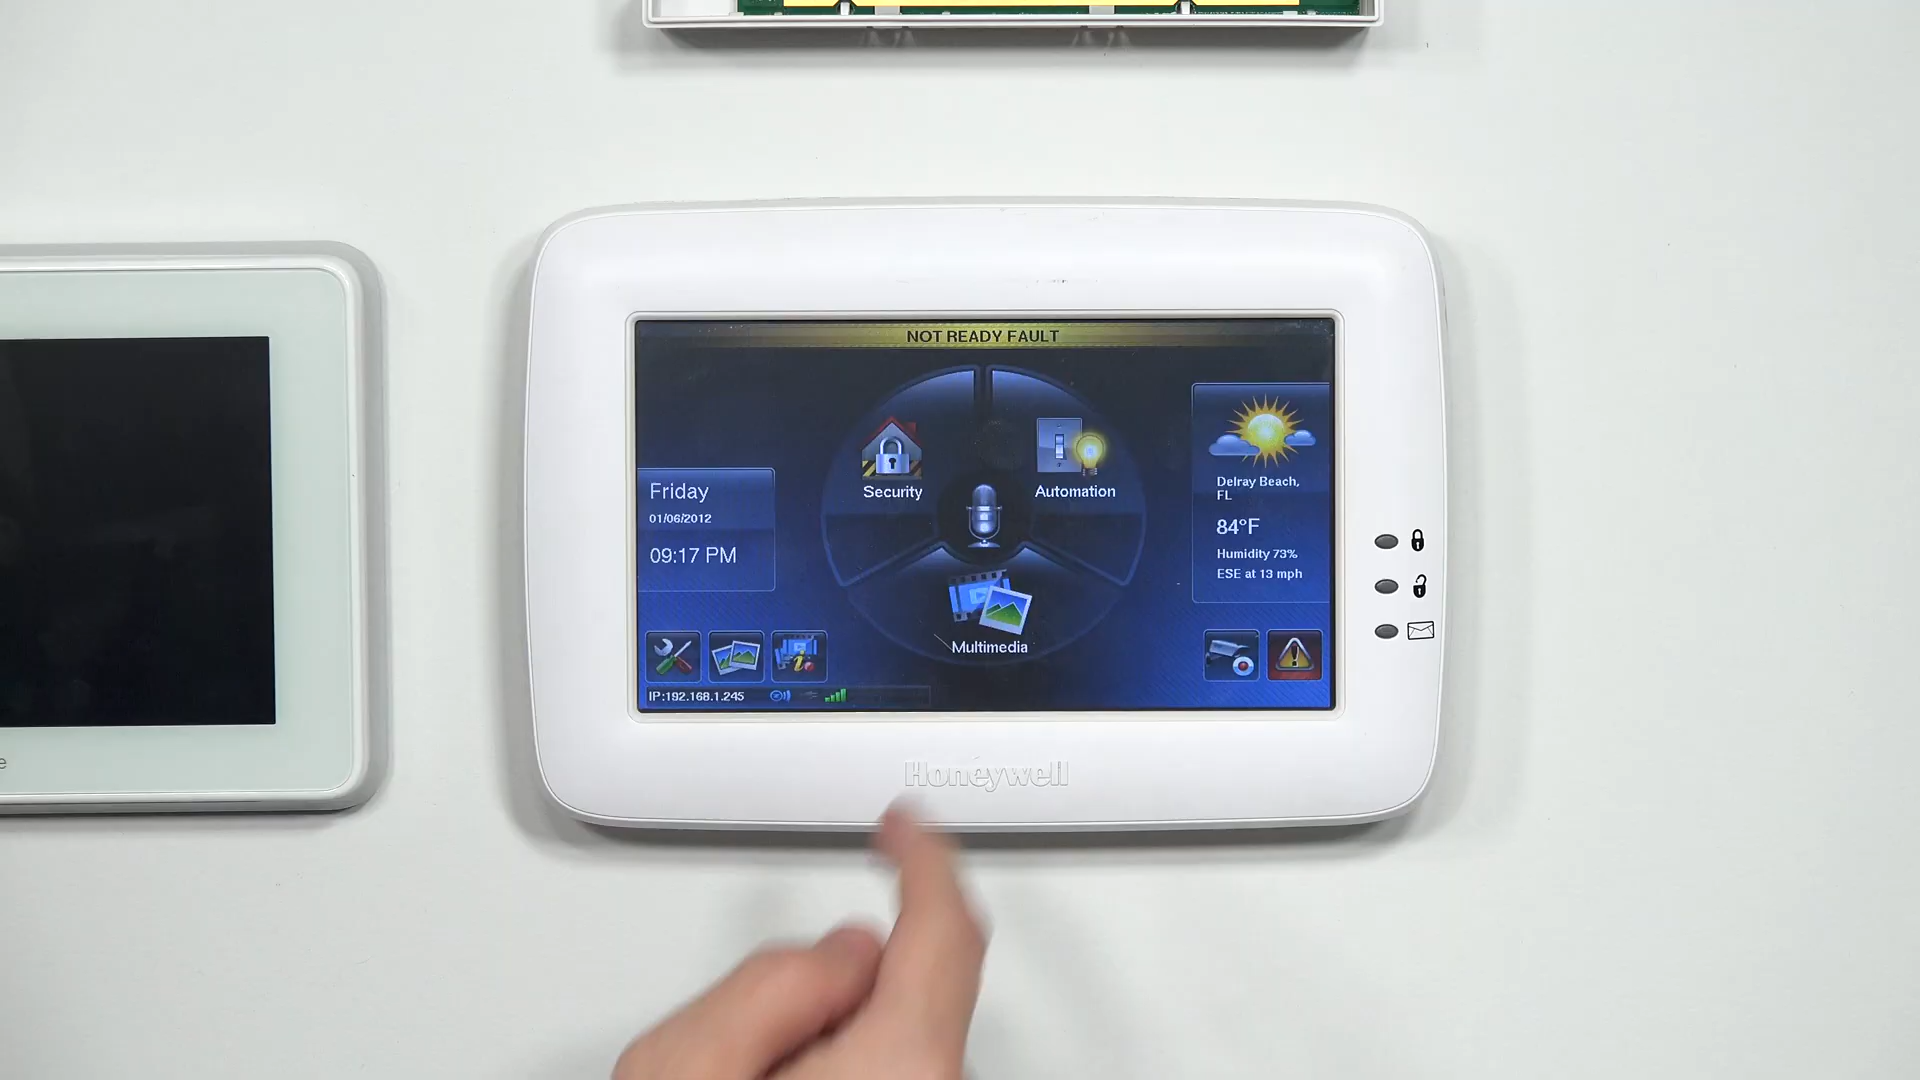 NOT READY FAULT
Security
Automation
Friday
01/06/2012
09:17 PM
Delray Beach,
FL
84°F
Humidity 73%
ESE at 13 mph
Multimedia
IP:192.168.1.245
Honeywell
e